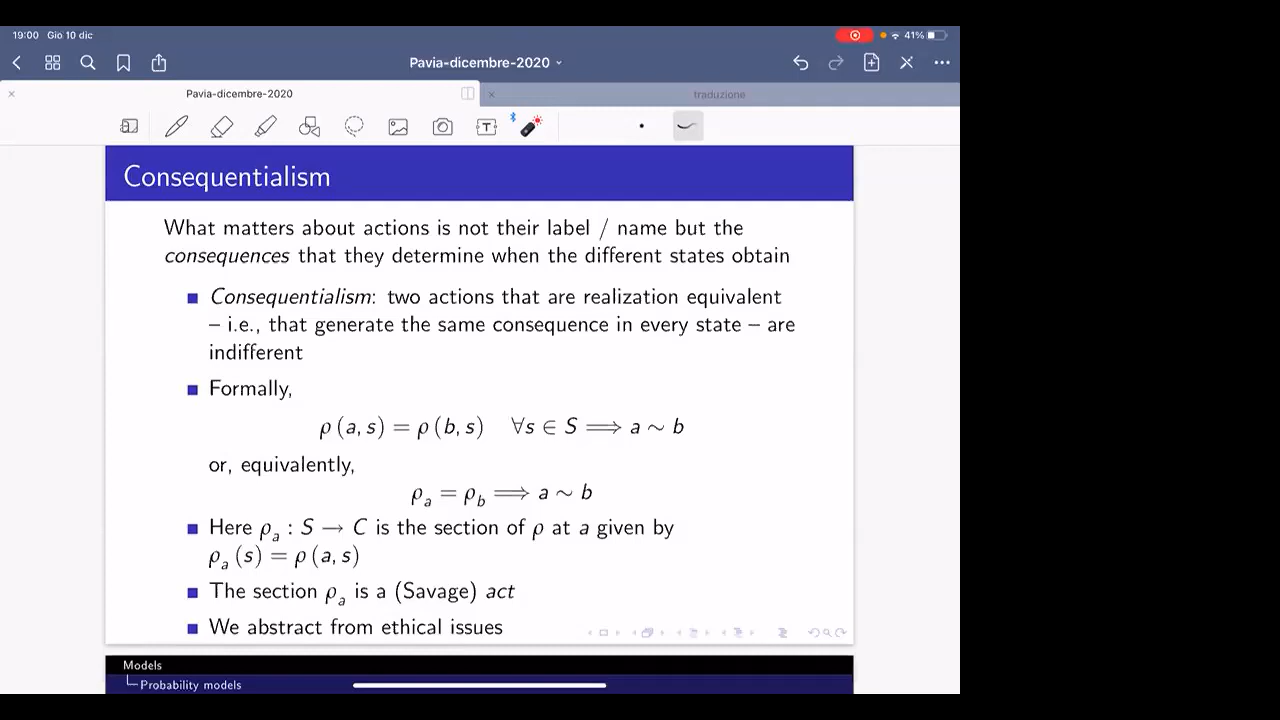 19:00 Gio 10 dic
41%
Pavia-dicembre-2020
Pavia-dicembre-2020
traduzione
T
Consequentialism
What matters about actions is not their label / name but the
consequences that they determine when the different states obtain
Consequentialism: two actions that are realization equivalent
– i.e., that generate the same consequence in every state – are
indifferent
Formally,
ρ (a, s) = ρ (b, s) ∀s ∈ S ⟹ a ∼ b
or, equivalently,
ρₐ = ρ_b ⟹ a ∼ b
Here ρₐ : S → C is the section of ρ at a given by
ρₐ (s) = ρ (a, s)
The section ρₐ is a (Savage) act
We abstract from ethical issues
Models
Probability models